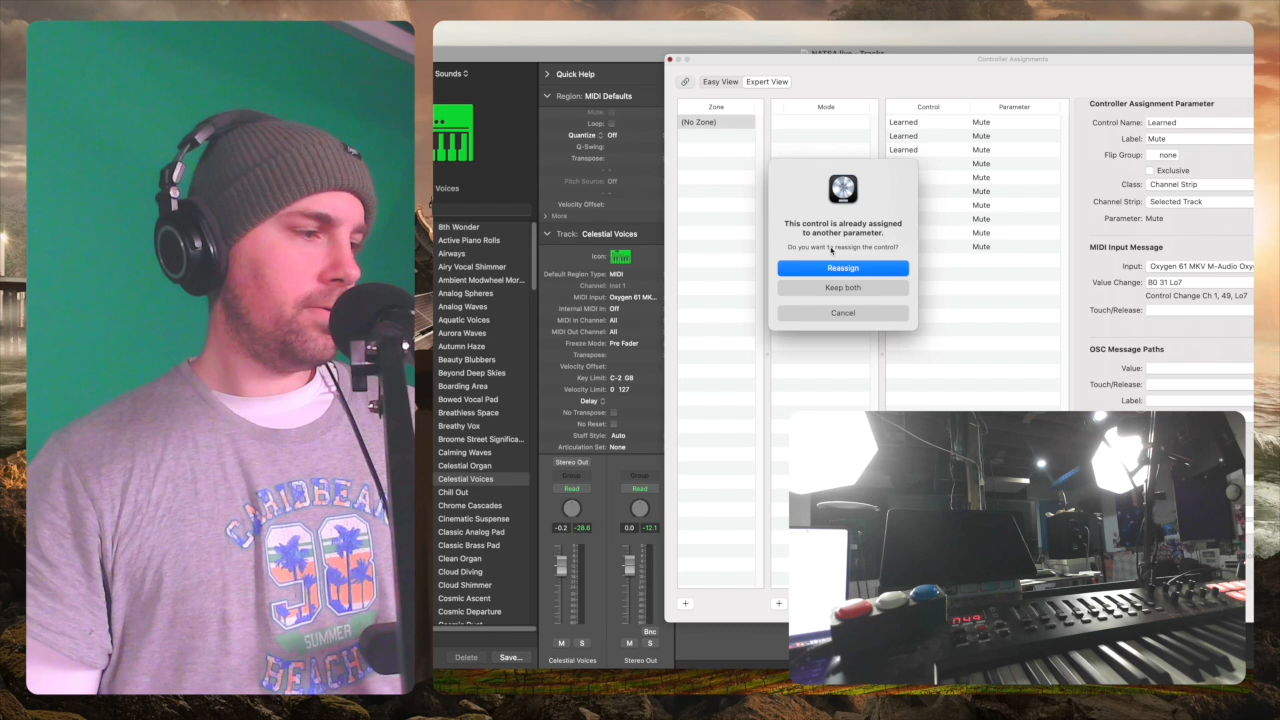 Sounds
Voices
8th Wonder
Active Piano Rolls
Airways
Airy Vocal Shimmer
Ambient Modwheel Mor...
Analog Spheres
Analog Waves
Aquatic Voices
Aurora Waves
Autumn Haze
Beauty Blubbers
Beyond Deep Skies
Boarding Area
Bowed Vocal Pad
Breathless Space
Breathy Vox
Broome Street Significa...
Calming Waves
Celestial Organ
Celestial Voices
Chill Out
Chrome Cascades
Cinematic Suspense
Classic Analog Pad
Classic Brass Pad
Clean Organ
Cloud Diving
Cloud Shimmer
Cosmic Ascent
Cosmic Departure
Delete Save...
Quick Help
Region: MIDI Defaults
Mute:
Loop:
Quantize Off
Q-Swing:
Transpose:
Pitch Source: Off
Velocity Offset:
More
Track: Celestial Voices
Icon:
Default Region Type: MIDI
Channel: Inst 1
MIDI Input: Oxygen 61 MK...
Internal MIDI In: Off
MIDI In Channel: All
MIDI Out Channel: All
Freeze Mode: Pre Fader
Transpose:
Velocity Offset:
Key Limit: C-2 G8
Velocity Limit: 0 127
Delay
No Transpose:
No Reset:
Staff Style: Auto
Articulation Set: None
Stereo Out
Group Group
Read Read
-0.2 -26.6 0.0 -12.1
Bnc
M S M S
Celestial Voices Stereo Out
Controller Assignments
Easy View Expert View
Zone Mode Control Parameter
(No Zone) Learned Mute
Learned Mute
Learned Mute
Mute
Mute
Mute
Mute
Mute
Mute
Mute
This control is already assigned
to another parameter.
Do you want to reassign the control?
Reassign
Keep both
Cancel
Controller Assignment Parameter
Control Name: Learned
Label: Mute
Flip Group: none
Exclusive
Class: Channel Strip
Channel Strip: Selected Track
Parameter: Mute
MIDI Input Message
Input: Oxygen 61 MKV M-Audio Oxy
Value Change: B0 31 Lo7
Control Change Ch 1, 49, Lo7
Touch/Release:
OSC Message Paths
Value:
Touch/Release:
Label:
CARIBBEAN
98
SUMMER
BEACH